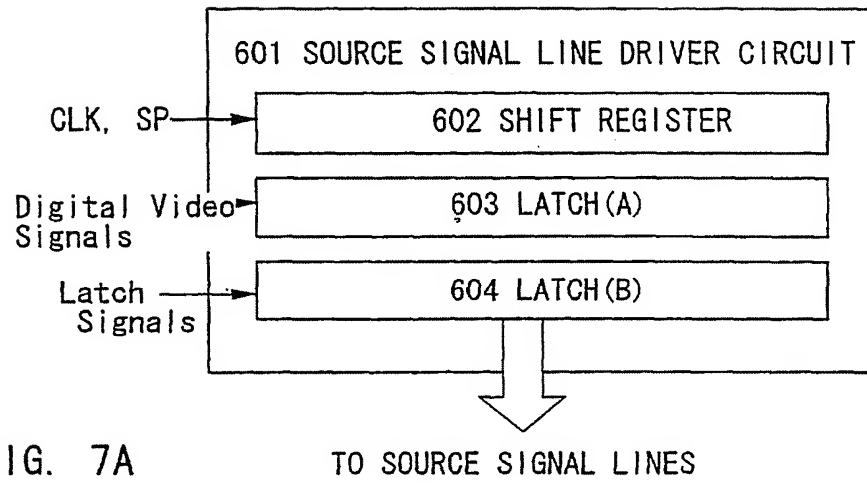 601 SOURCE SIGNAL LINE DRIVER CIRCUIT
CLK, SP
602 SHIFT REGISTER
Digital Video
Signals
603 LATCH(A)
Latch
Signals
604 LATCH(B)
IG. 7A
TO SOURCE SIGNAL LINES